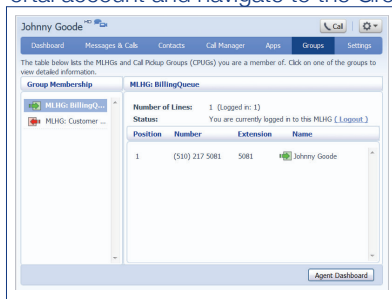 ortal account and navigate to the Gro
Johnny Goode HD
Call
Dashboard Messages & Calls Contacts Call Manager Apps Groups Settings
The table below lists the MLHGs and Call Pickup Groups (CPUGs) you are a member of. Click on one of the groups to
view detailed information.
Group Membership
MLHG: BillingQ...
MLHG: Customer ...
MLHG: BillingQueue
Number of Lines: 1 (Logged in: 1)
Status: You are currently logged in to this MLHG (Logout)
Position Number Extension Name
1 (510) 217 5081 5081 Johnny Goode
Agent Dashboard